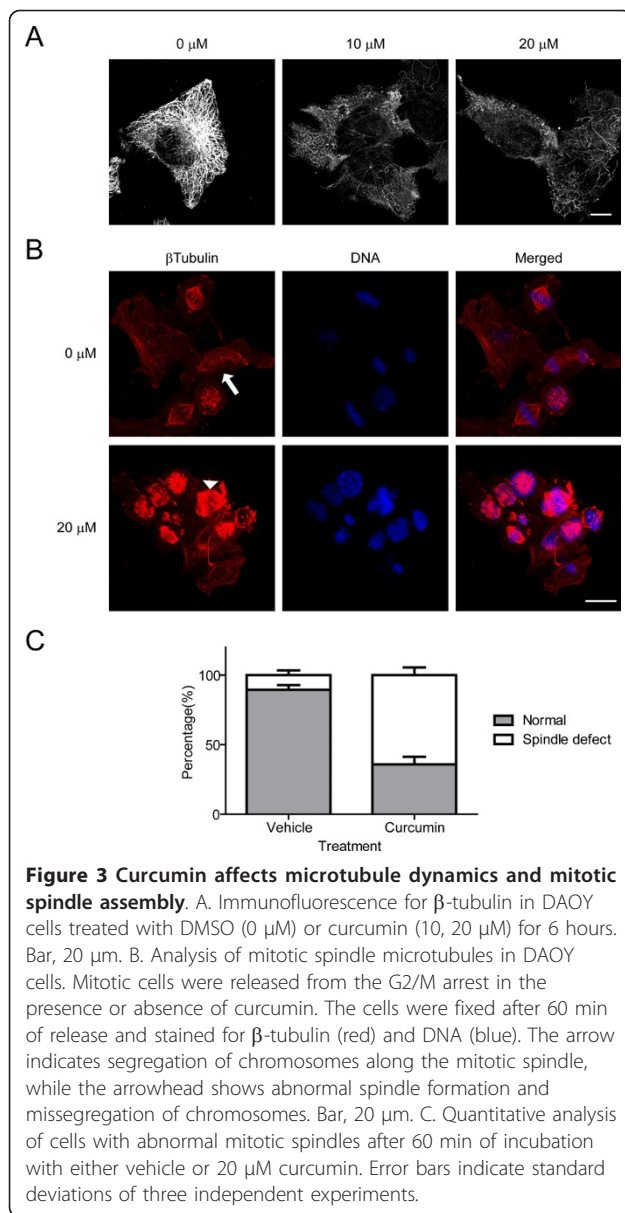 A
0 μM 10 μM 20 μM
B
βTubulin DNA Merged
0 μM
20 μM
C
100
50
0
Percentage(%)
Normal
Spindle defect
Vehicle Curcumin
Treatment
Figure 3 Curcumin affects microtubule dynamics and mitotic
spindle assembly. A. Immunofluorescence for β-tubulin in DAOY
cells treated with DMSO (0 μM) or curcumin (10, 20 μM) for 6 hours.
Bar, 20 μm. B. Analysis of mitotic spindle microtubules in DAOY
cells. Mitotic cells were released from the G2/M arrest in the
presence or absence of curcumin. The cells were fixed after 60 min
of release and stained for β-tubulin (red) and DNA (blue). The arrow
indicates segregation of chromosomes along the mitotic spindle,
while the arrowhead shows abnormal spindle formation and
missegregation of chromosomes. Bar, 20 μm. C. Quantitative analysis
of cells with abnormal mitotic spindles after 60 min of incubation
with either vehicle or 20 μM curcumin. Error bars indicate standard
deviations of three independent experiments.